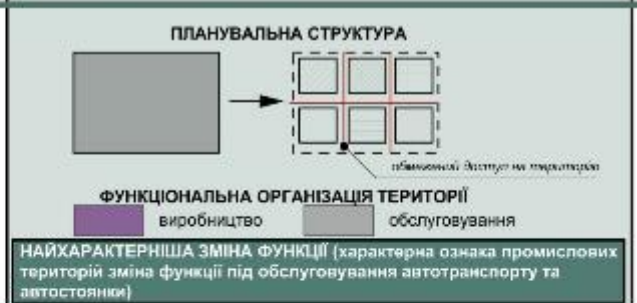 ПЛАНУВАЛЬНА СТРУКТУРА
обмежений доступ на територію
ФУНКЦІОНАЛЬНА ОРГАНІЗАЦІЯ ТЕРИТОРІЇ
виробництво обслуговування
НАЙХАРАКТЕРНІША ЗМІНА ФУНКЦІЇ (характерна ознака промислових
територій зміна функції під обслуговування автотранспорту та
автостоянки)